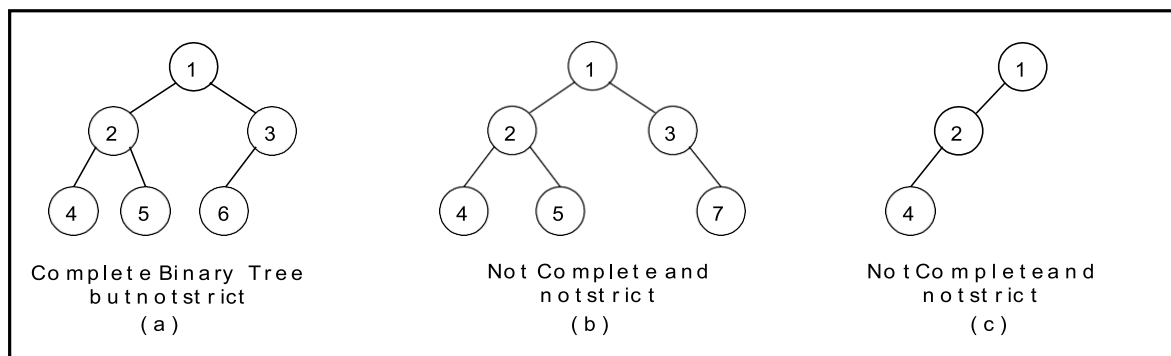 1
2
3
4
5
6
Complete Binary Tree
but not strict
(a)
1
2
3
4
5
7
Not Complete and
not strict
(b)
1
2
4
Not Complete and
not strict
(c)